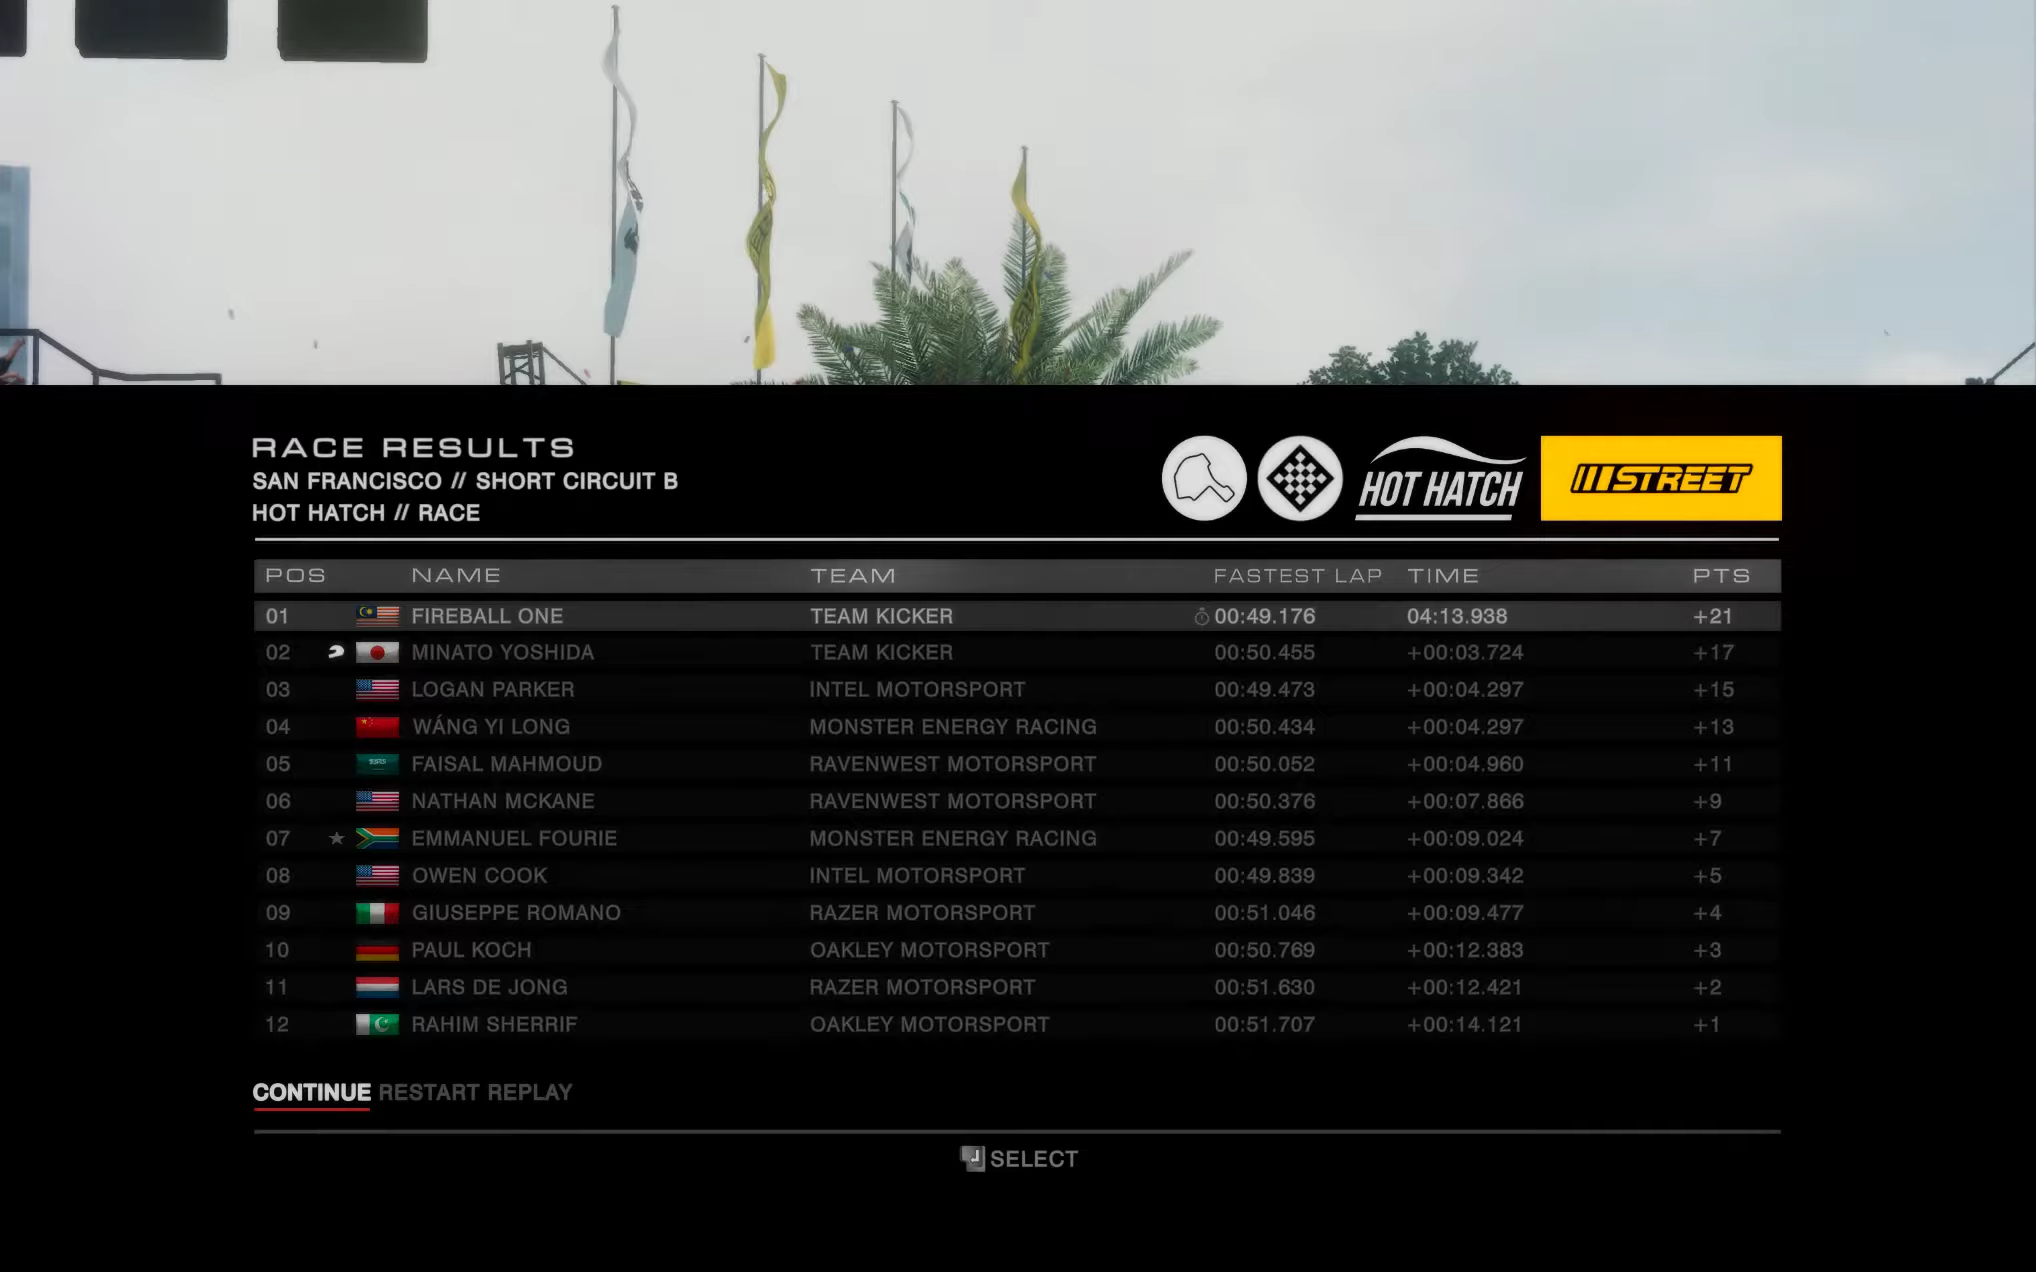 RACE RESULTS
SAN FRANCISCO // SHORT CIRCUIT B
HOT HATCH // RACE
HOT HATCH
STREET
POS NAME TEAM FASTEST LAP TIME PTS
01 FIREBALL ONE TEAM KICKER 00:49.176 04:13.938 +21
02 MINATO YOSHIDA TEAM KICKER 00:50.455 +00:03.724 +17
03 LOGAN PARKER INTEL MOTORSPORT 00:49.473 +00:04.297 +15
04 WÁNG YI LONG MONSTER ENERGY RACING 00:50.434 +00:04.297 +13
05 FAISAL MAHMOUD RAVENWEST MOTORSPORT 00:50.052 +00:04.960 +11
06 NATHAN MCKANE RAVENWEST MOTORSPORT 00:50.376 +00:07.866 +9
07 EMMANUEL FOURIE MONSTER ENERGY RACING 00:49.595 +00:09.024 +7
08 OWEN COOK INTEL MOTORSPORT 00:49.839 +00:09.342 +5
09 GIUSEPPE ROMANO RAZER MOTORSPORT 00:51.046 +00:09.477 +4
10 PAUL KOCH OAKLEY MOTORSPORT 00:50.769 +00:12.383 +3
11 LARS DE JONG RAZER MOTORSPORT 00:51.630 +00:12.421 +2
12 RAHIM SHERRIF OAKLEY MOTORSPORT 00:51.707 +00:14.121 +1
CONTINUE RESTART REPLAY
SELECT